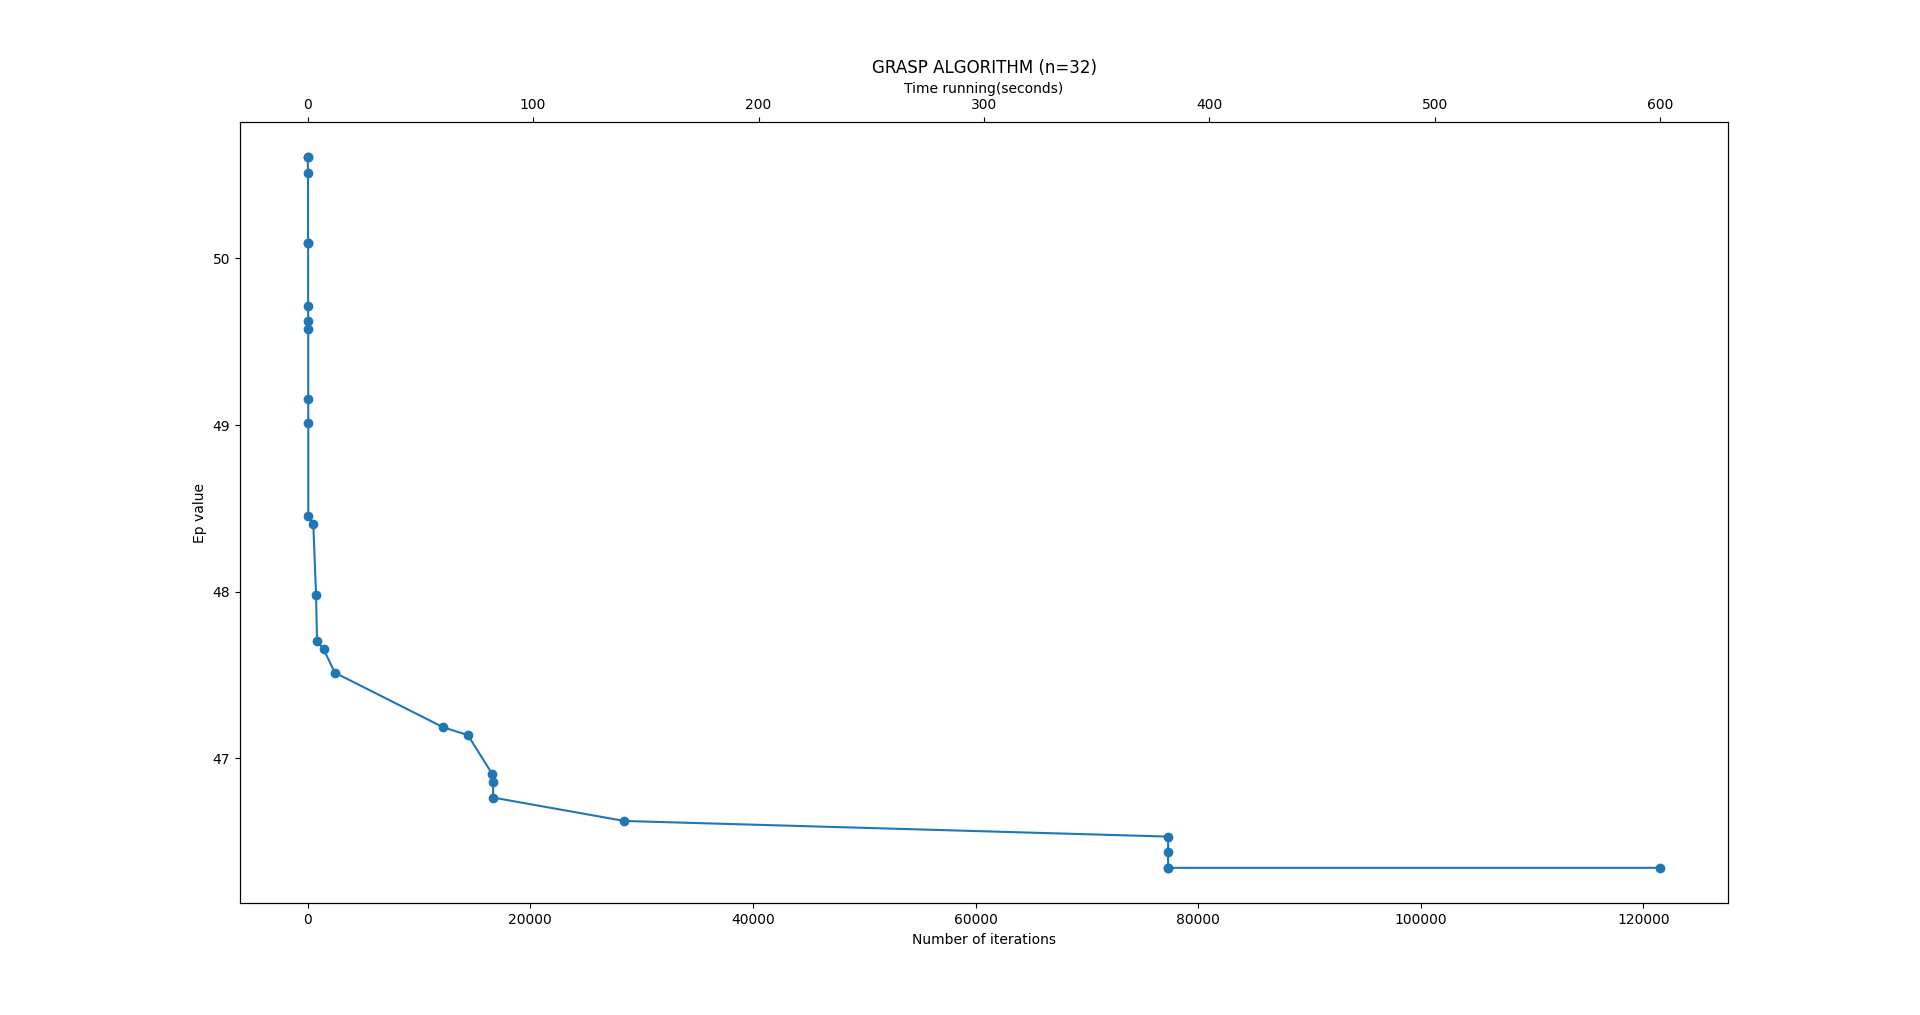 GRASP ALGORITHM (n=32)
Time running(seconds)
0 100 200 300 400 500 600
50
49
48
47
Ep value
0 20000 40000 60000 80000 100000 120000
Number of iterations